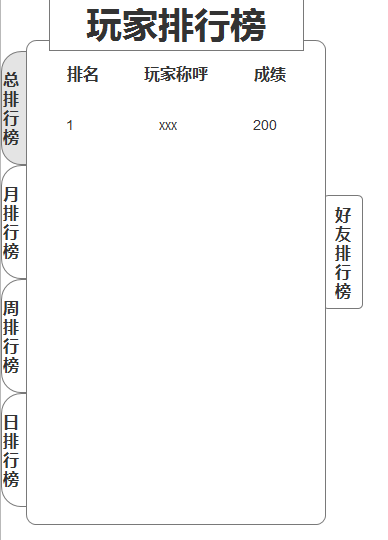 玩家排行榜
排名 玩家称呼 成绩
1 xxx 200
总排行榜
月排行榜
周排行榜
日排行榜
好友排行榜